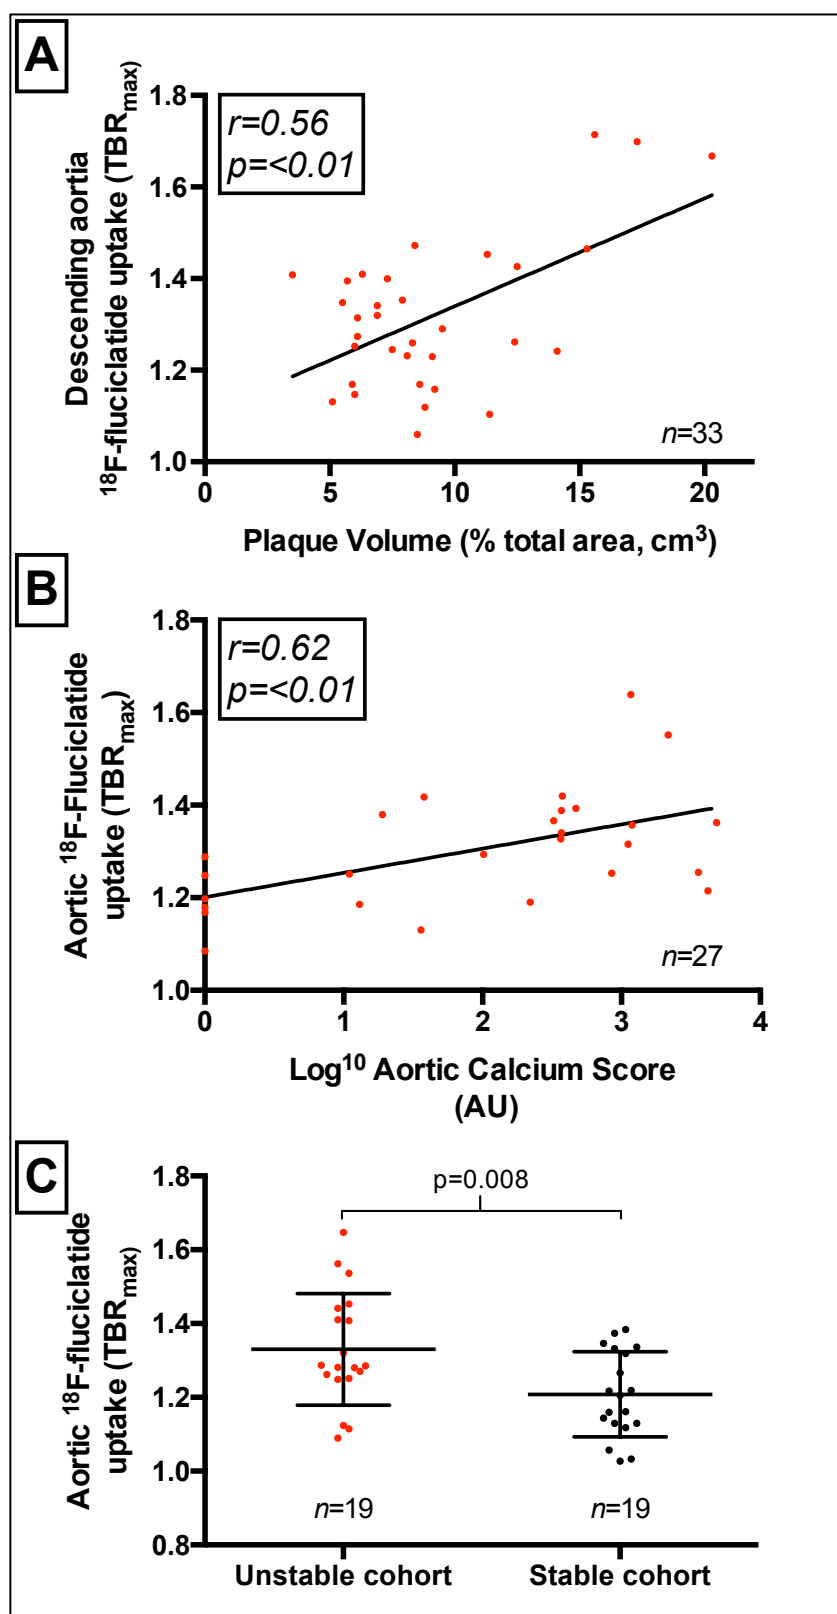 A
Descending aortia
¹⁸F-fluciclatide uptake (TBRmax)
1.8
1.6
1.4
1.2
1.0
r=0.56
p=<0.01
n=33
0 5 10 15 20
Plaque Volume (% total area, cm³)
B
Aortic ¹⁸F-Fluciclatide
uptake (TBRmax)
1.8
1.6
1.4
1.2
1.0
r=0.62
p=<0.01
n=27
0 1 2 3 4
Log¹⁰ Aortic Calcium Score
(AU)
C
Aortic ¹⁸F-fluciclatide
uptake (TBRmax)
1.8
1.6
1.4
1.2
1.0
0.8
p=0.008
n=19 n=19
Unstable cohort Stable cohort